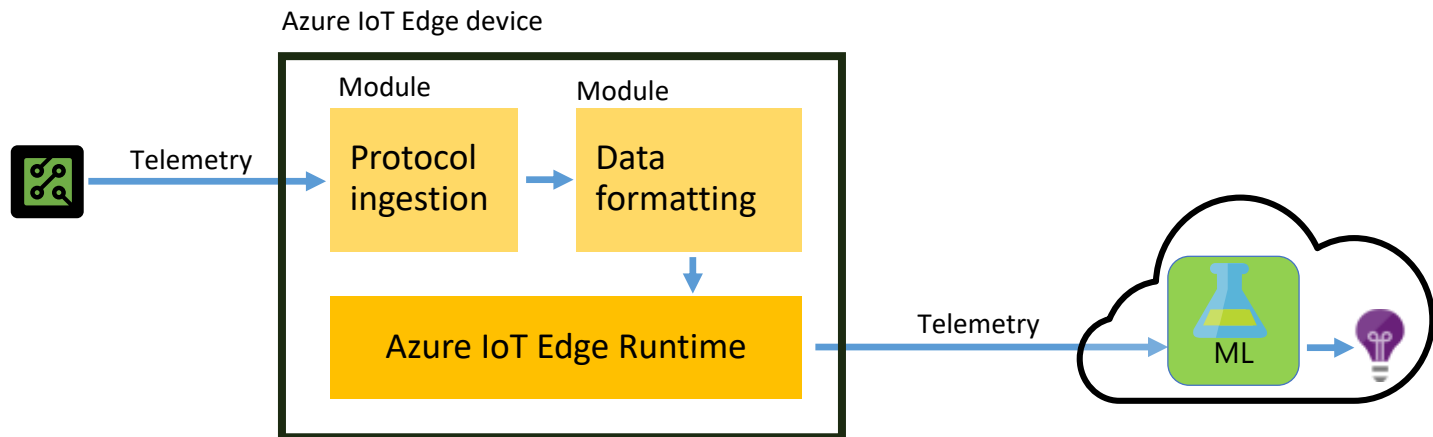 Azure IoT Edge device
Module
Module
Telemetry
Protocol
ingestion
Data
formatting
Azure IoT Edge Runtime
Telemetry
ML